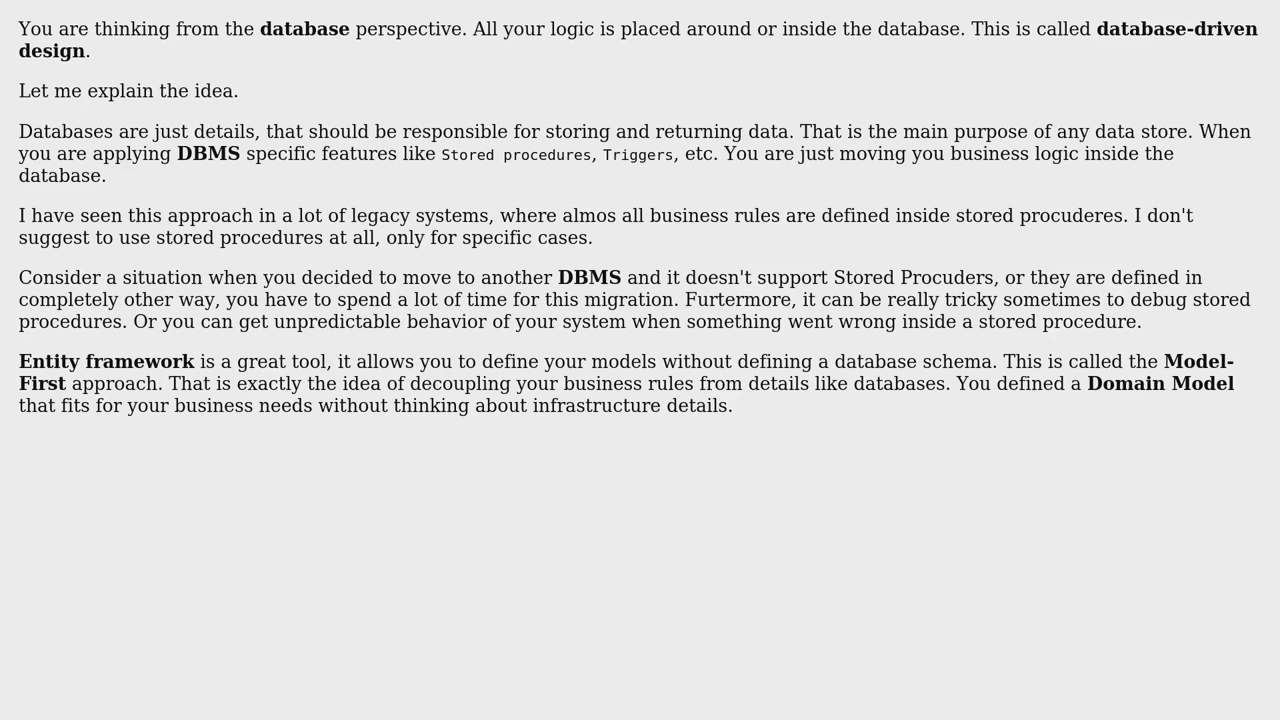 You are thinking from the database perspective. All your logic is placed around or inside the database. This is called database-driven
design.
Let me explain the idea.
Databases are just details, that should be responsible for storing and returning data. That is the main purpose of any data store. When
you are applying DBMS specific features like Stored procedures, Triggers, etc. You are just moving you business logic inside the
database.
I have seen this approach in a lot of legacy systems, where almos all business rules are defined inside stored procuderes. I don't
suggest to use stored procedures at all, only for specific cases.
Consider a situation when you decided to move to another DBMS and it doesn't support Stored Procuders, or they are defined in
completely other way, you have to spend a lot of time for this migration. Furtermore, it can be really tricky sometimes to debug stored
procedures. Or you can get unpredictable behavior of your system when something went wrong inside a stored procedure.
Entity framework is a great tool, it allows you to define your models without defining a database schema. This is called the Model-
First approach. That is exactly the idea of decoupling your business rules from details like databases. You defined a Domain Model
that fits for your business needs without thinking about infrastructure details.